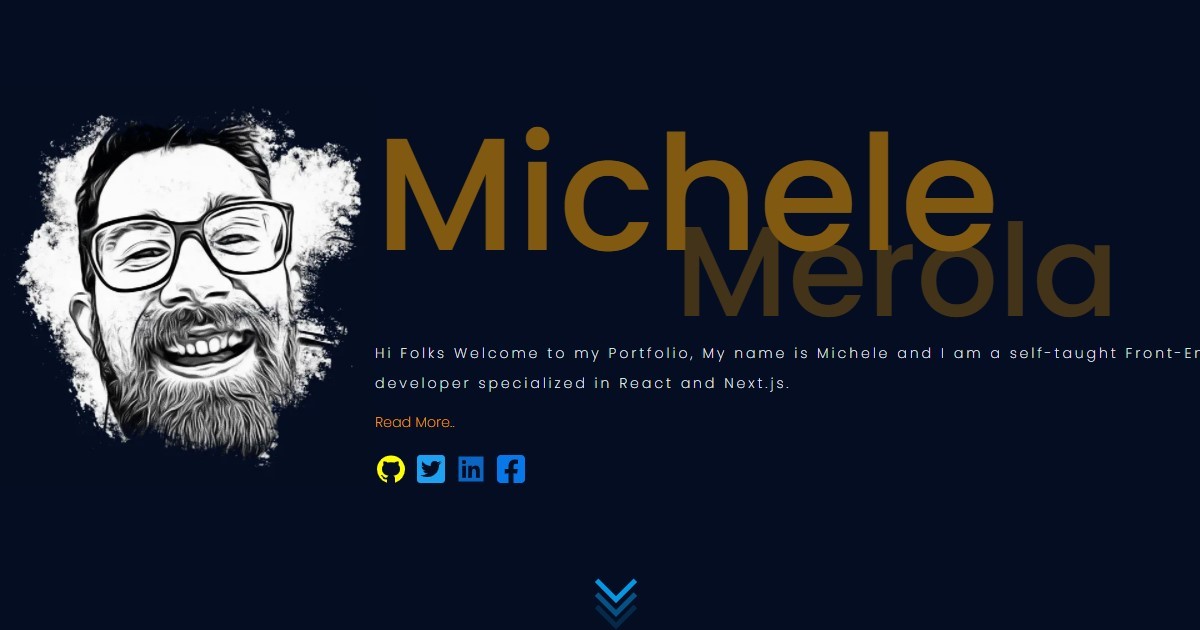 Michele
Merola
Hi Folks Welcome to my Portfolio, My name is Michele and I am a self-taught Front-En
developer specialized in React and Next.js.
Read More..